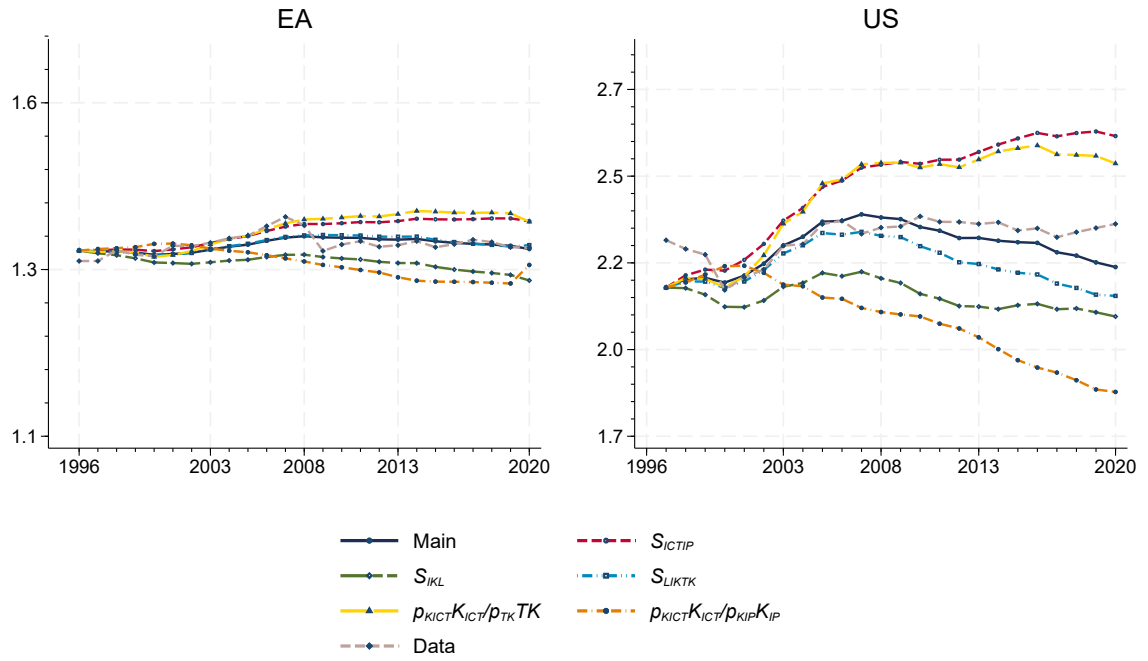 EA
US
1.6
1.3
1.1
1996
2003
2008
2013
2020
2.7
2.5
2.2
2.0
1.7
1996
2003
2013
2020
Main
S_ICTIP
S_IKL
S_LIKTK
p_KICT K_ICT/p_TK TK
p_KICT K_ICT/p_KIP K_IP
Data